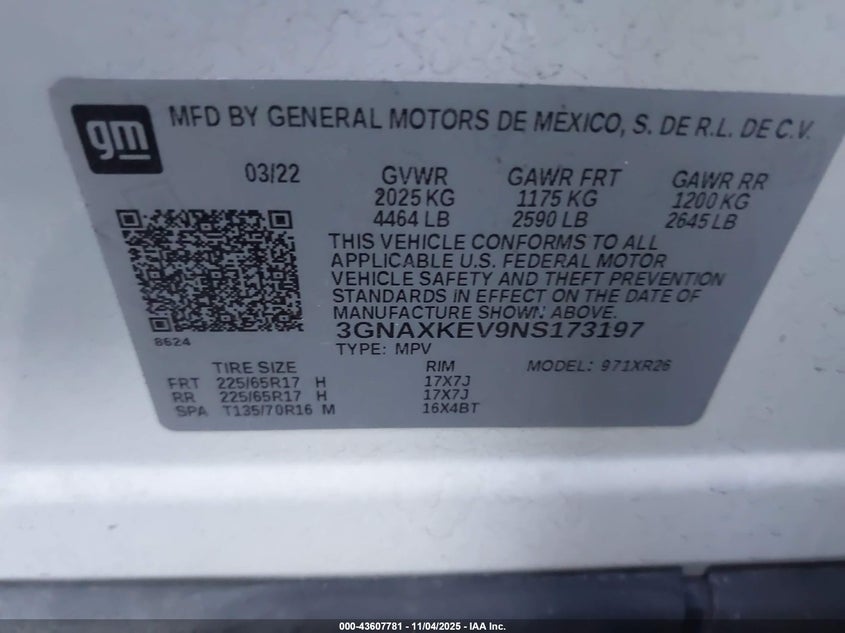 gm
MFD BY GENERAL MOTORS DE MEXICO, S. DE R.L. DE C.V.
03/22 GVWR GAWR FRT GAWR RR
2025 KG 1175 KG 1200 KG
4464 LB 2590 LB 2645 LB
THIS VEHICLE CONFORMS TO ALL
APPLICABLE U.S. FEDERAL MOTOR
VEHICLE SAFETY AND THEFT PREVENTION
STANDARDS IN EFFECT ON THE DATE OF
MANUFACTURE SHOWN ABOVE.
8624 3GNAXKEV9NS173197
TYPE: MPV
TIRE SIZE RIM MODEL: 971XR26
FRT 225/65R17 H 17X7J
RR 225/65R17 H 17X7J
SPA T135/70R16 M 16X4BT
000-43607781 - 11/04/2025 - IAA Inc.